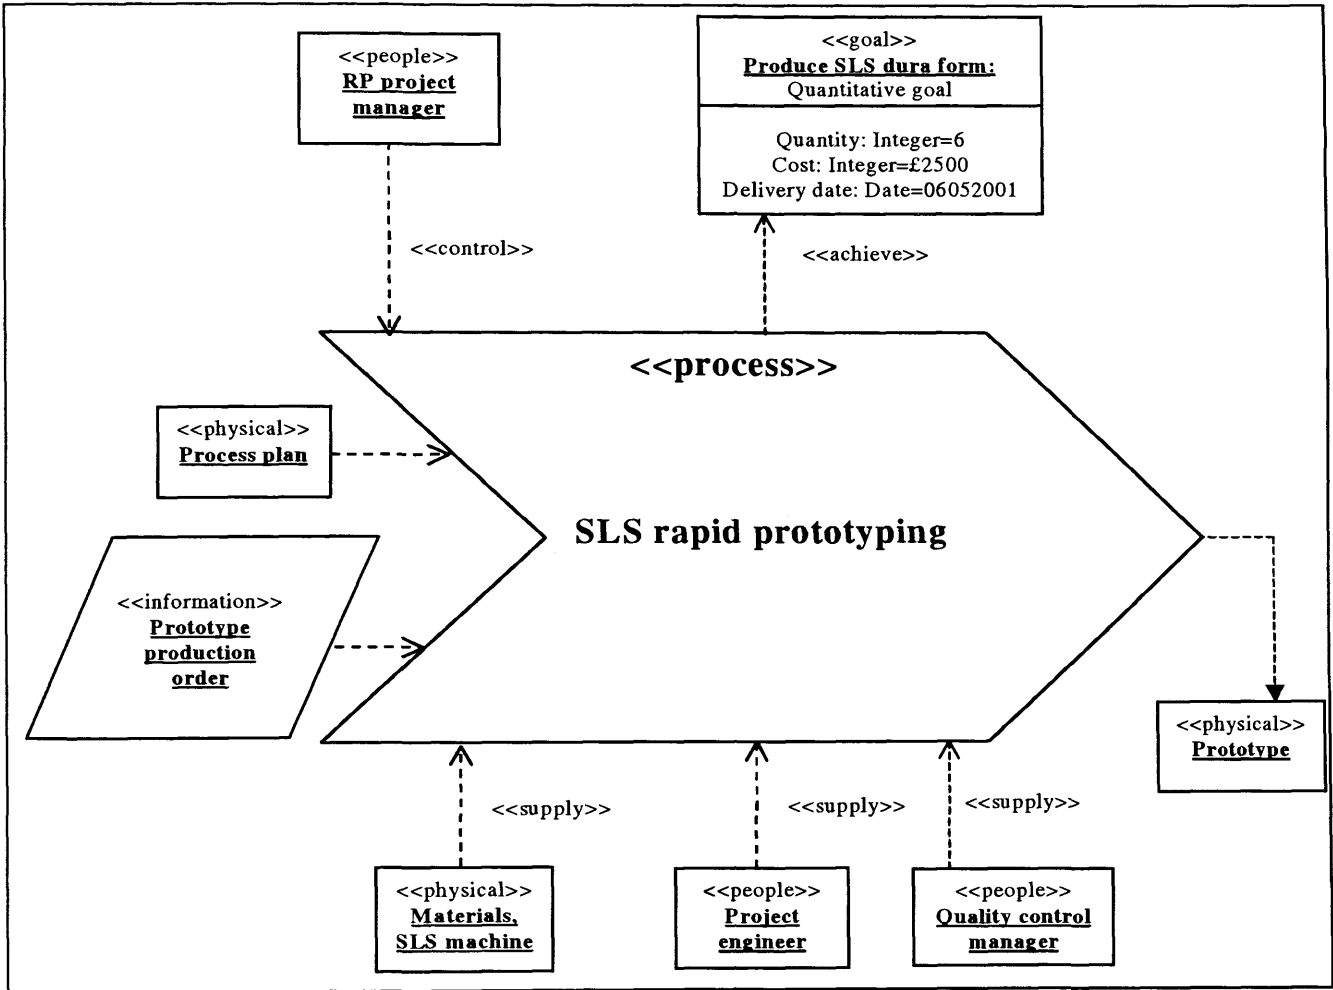 <<people>>
RP project
manager
<<goal>>
Produce SLS dura form:
Quantitative goal
Quantity: Integer=6
Cost: Integer=£2500
Delivery date: Date=06052001
<<control>>
<<achieve>>
<<process>>
<<physical>>
Process plan
SLS rapid prototyping
<<information>>
Prototype
production
order
<<physical>>
Prototype
<<supply>>
<<supply>>
<<supply>>
<<physical>>
Materials,
SLS machine
<<people>>
Project
engineer
<<people>>
Quality control
manager